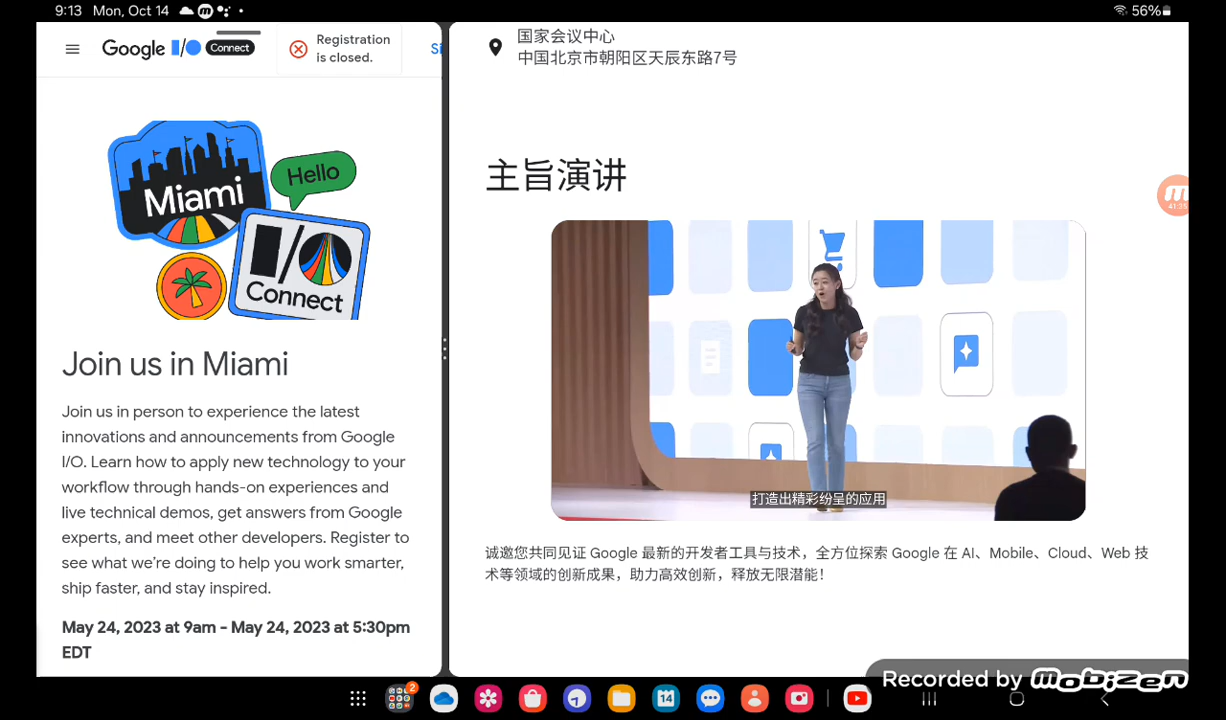 9:13 Mon, Oct 14
56%
Google I/O Connect
Registration
is closed.
Si
Miami
Hello
I/O
Connect
Join us in Miami
Join us in person to experience the latest
innovations and announcements from Google
I/O. Learn how to apply new technology to your
workflow through hands-on experiences and
live technical demos, get answers from Google
experts, and meet other developers. Register to
see what we're doing to help you work smarter,
ship faster, and stay inspired.
May 24, 2023 at 9am - May 24, 2023 at 5:30pm
EDT
国家会议中心
中国北京市朝阳区天辰东路7号
主旨演讲
打造出精彩纷呈的应用
诚邀您共同见证 Google 最新的开发者工具与技术，全方位探索 Google 在 AI、Mobile、Cloud、Web 技
术等领域的创新成果，助力高效创新，释放无限潜能！
41:35
2
14
Recorded by mobizen